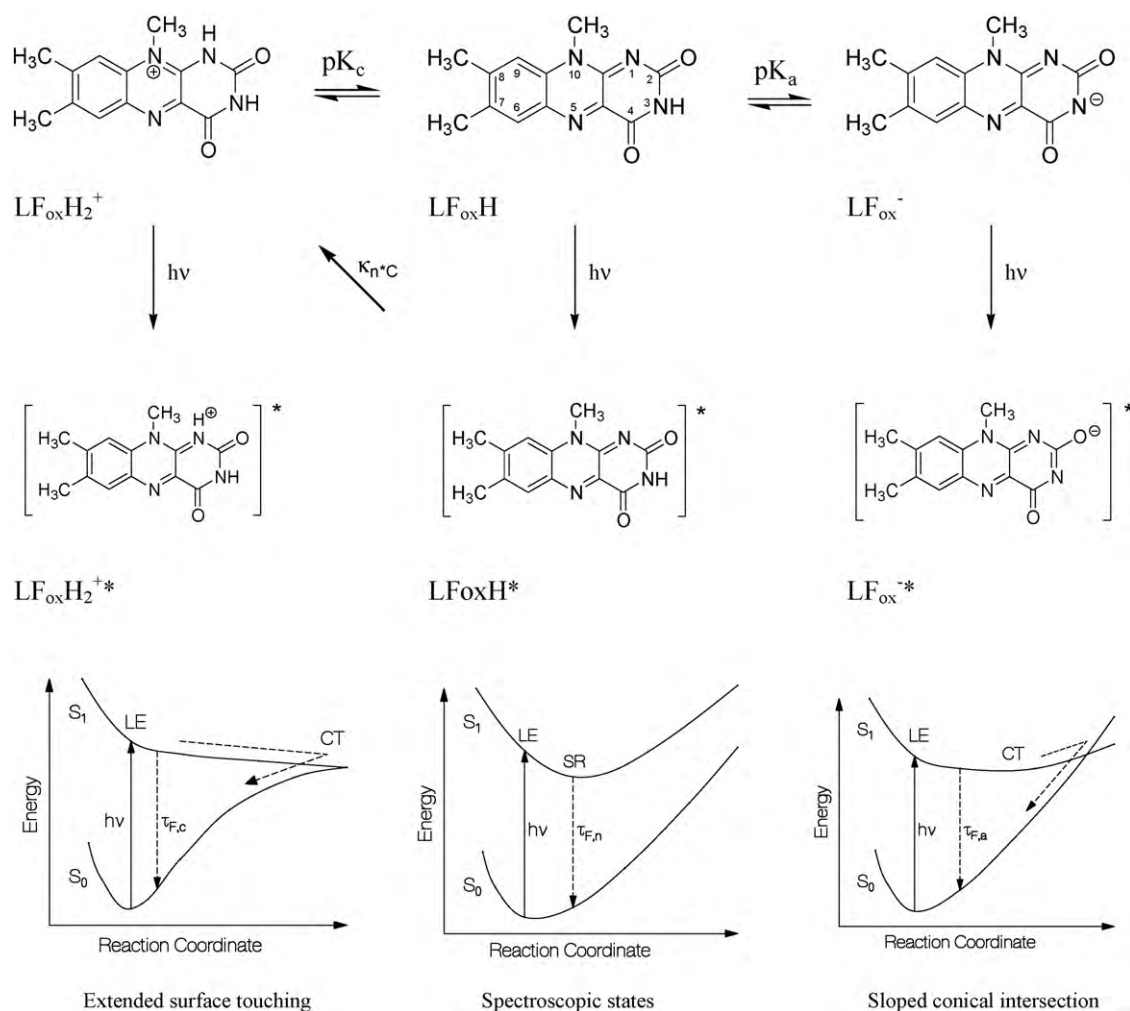 CH₃ H
H₃C N N O
⊕
pKc
NH
H₃C N
O
CH₃
H₃C 9 N 10 N 1 2 O
8
7 6 5 4 3 NH
H₃C N
O
pKa
CH₃
H₃C N N O
N ⊖
H₃C N
O
LFoxH₂⁺ LFoxH LFox⁻
hν κn*C hν hν
CH₃ H ⊕ *
H₃C N N O
NH
H₃C N
O
CH₃ *
H₃C N N O
NH
H₃C N
O
CH₃ *
H₃C N N O ⊖
N
H₃C N
O
LFoxH₂⁺* LFoxH* LFox⁻*
S₁ LE CT
Energy
hν τF,c
S₀
Reaction Coordinate
S₁ LE SR
Energy
hν τF,n
S₀
Reaction Coordinate
S₁ LE CT
Energy
hν τF,a
S₀
Reaction Coordinate
Extended surface touching Spectroscopic states Sloped conical intersection